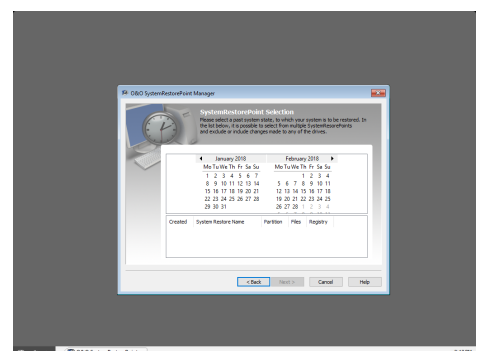 O&O SystemRestorePoint Manager
SystemRestorePoint Selection
Please select a past system state, to which your system is to be restored. In
the list below, it is possible to select from multiple SystemRestorePoints
and exclude or include changes made to any of the drives.
January 2018 February 2018
Mo Tu We Th Fr Sa Su Mo Tu We Th Fr Sa Su
1 2 3 4 5 6 7 1 2 3 4
8 9 10 11 12 13 14 5 6 7 8 9 10 11
15 16 17 18 19 20 21 12 13 14 15 16 17 18
22 23 24 25 26 27 28 19 20 21 22 23 24 25
29 30 31 26 27 28 1 2 3 4
Created System Restore Name Partition Files Registry
< Back Next > Cancel Help